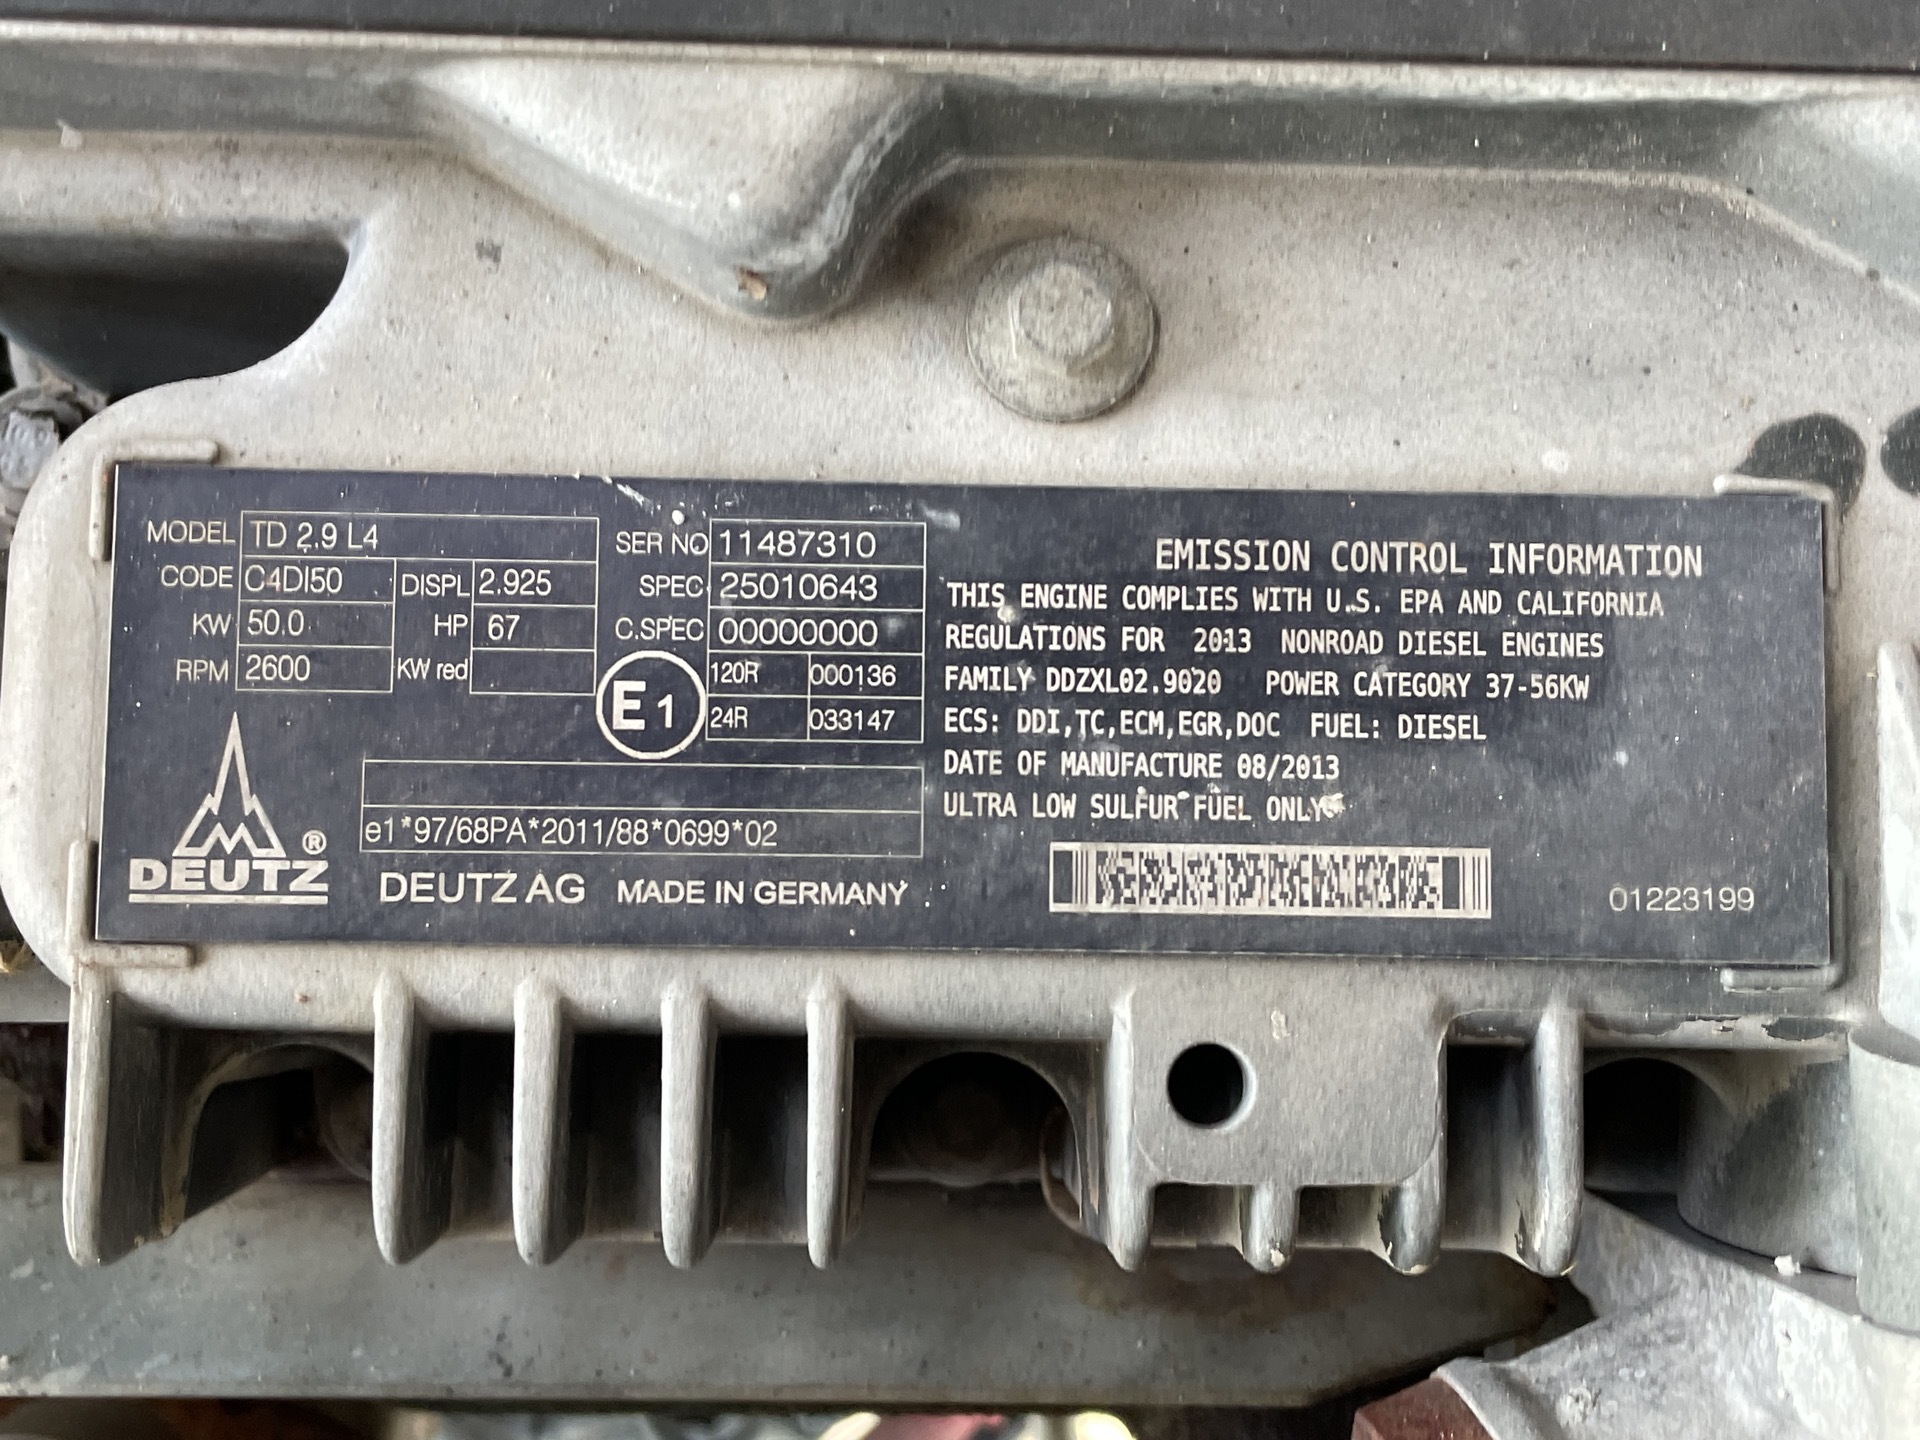 MODEL TD 2.9 L4
CODE C4DI50 DISPL 2.925
KW 50.0 HP 67
RPM 2600 KW red
SER NO 11487310
SPEC 25010643
C.SPEC 00000000
E1 120R 000136
24R 033147
e1*97/68PA*2011/88*0699*02
DEUTZ ®
DEUTZ AG MADE IN GERMANY
EMISSION CONTROL INFORMATION
THIS ENGINE COMPLIES WITH U.S. EPA AND CALIFORNIA
REGULATIONS FOR 2013 NONROAD DIESEL ENGINES
FAMILY DDZXL02.9020 POWER CATEGORY 37-56KW
ECS: DDI,TC,ECM,EGR,DOC FUEL: DIESEL
DATE OF MANUFACTURE 08/2013
ULTRA LOW SULFUR FUEL ONLY
01223199